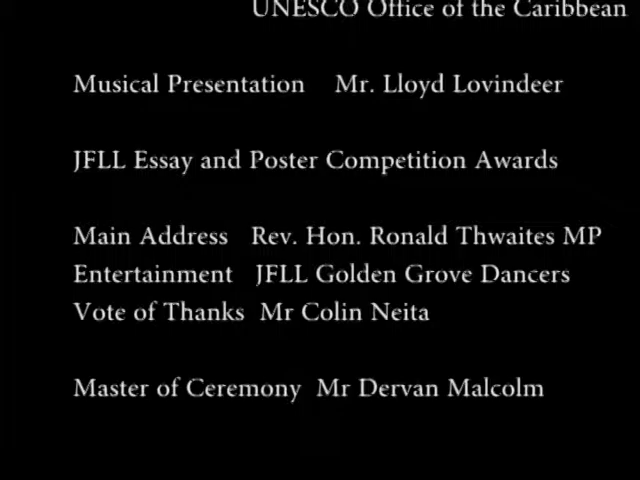 UNESCO Office of the Caribbean
Musical Presentation Mr. Lloyd Lovindeer
JFLL Essay and Poster Competition Awards
Main Address Rev. Hon. Ronald Thwaites MP
Entertainment JFLL Golden Grove Dancers
Vote of Thanks Mr Colin Neita
Master of Ceremony Mr Dervan Malcolm